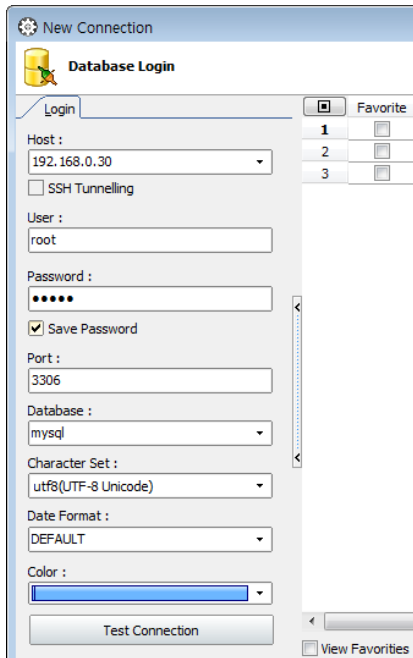 New Connection
Database Login
Login
Host :
192.168.0.30
SSH Tunnelling
User :
root
Password :
•••••
Save Password
Port :
3306
Database :
mysql
Character Set :
utf8(UTF-8 Unicode)
Date Format :
DEFAULT
Color :
Test Connection
Favorite
1
2
3
View Favorites